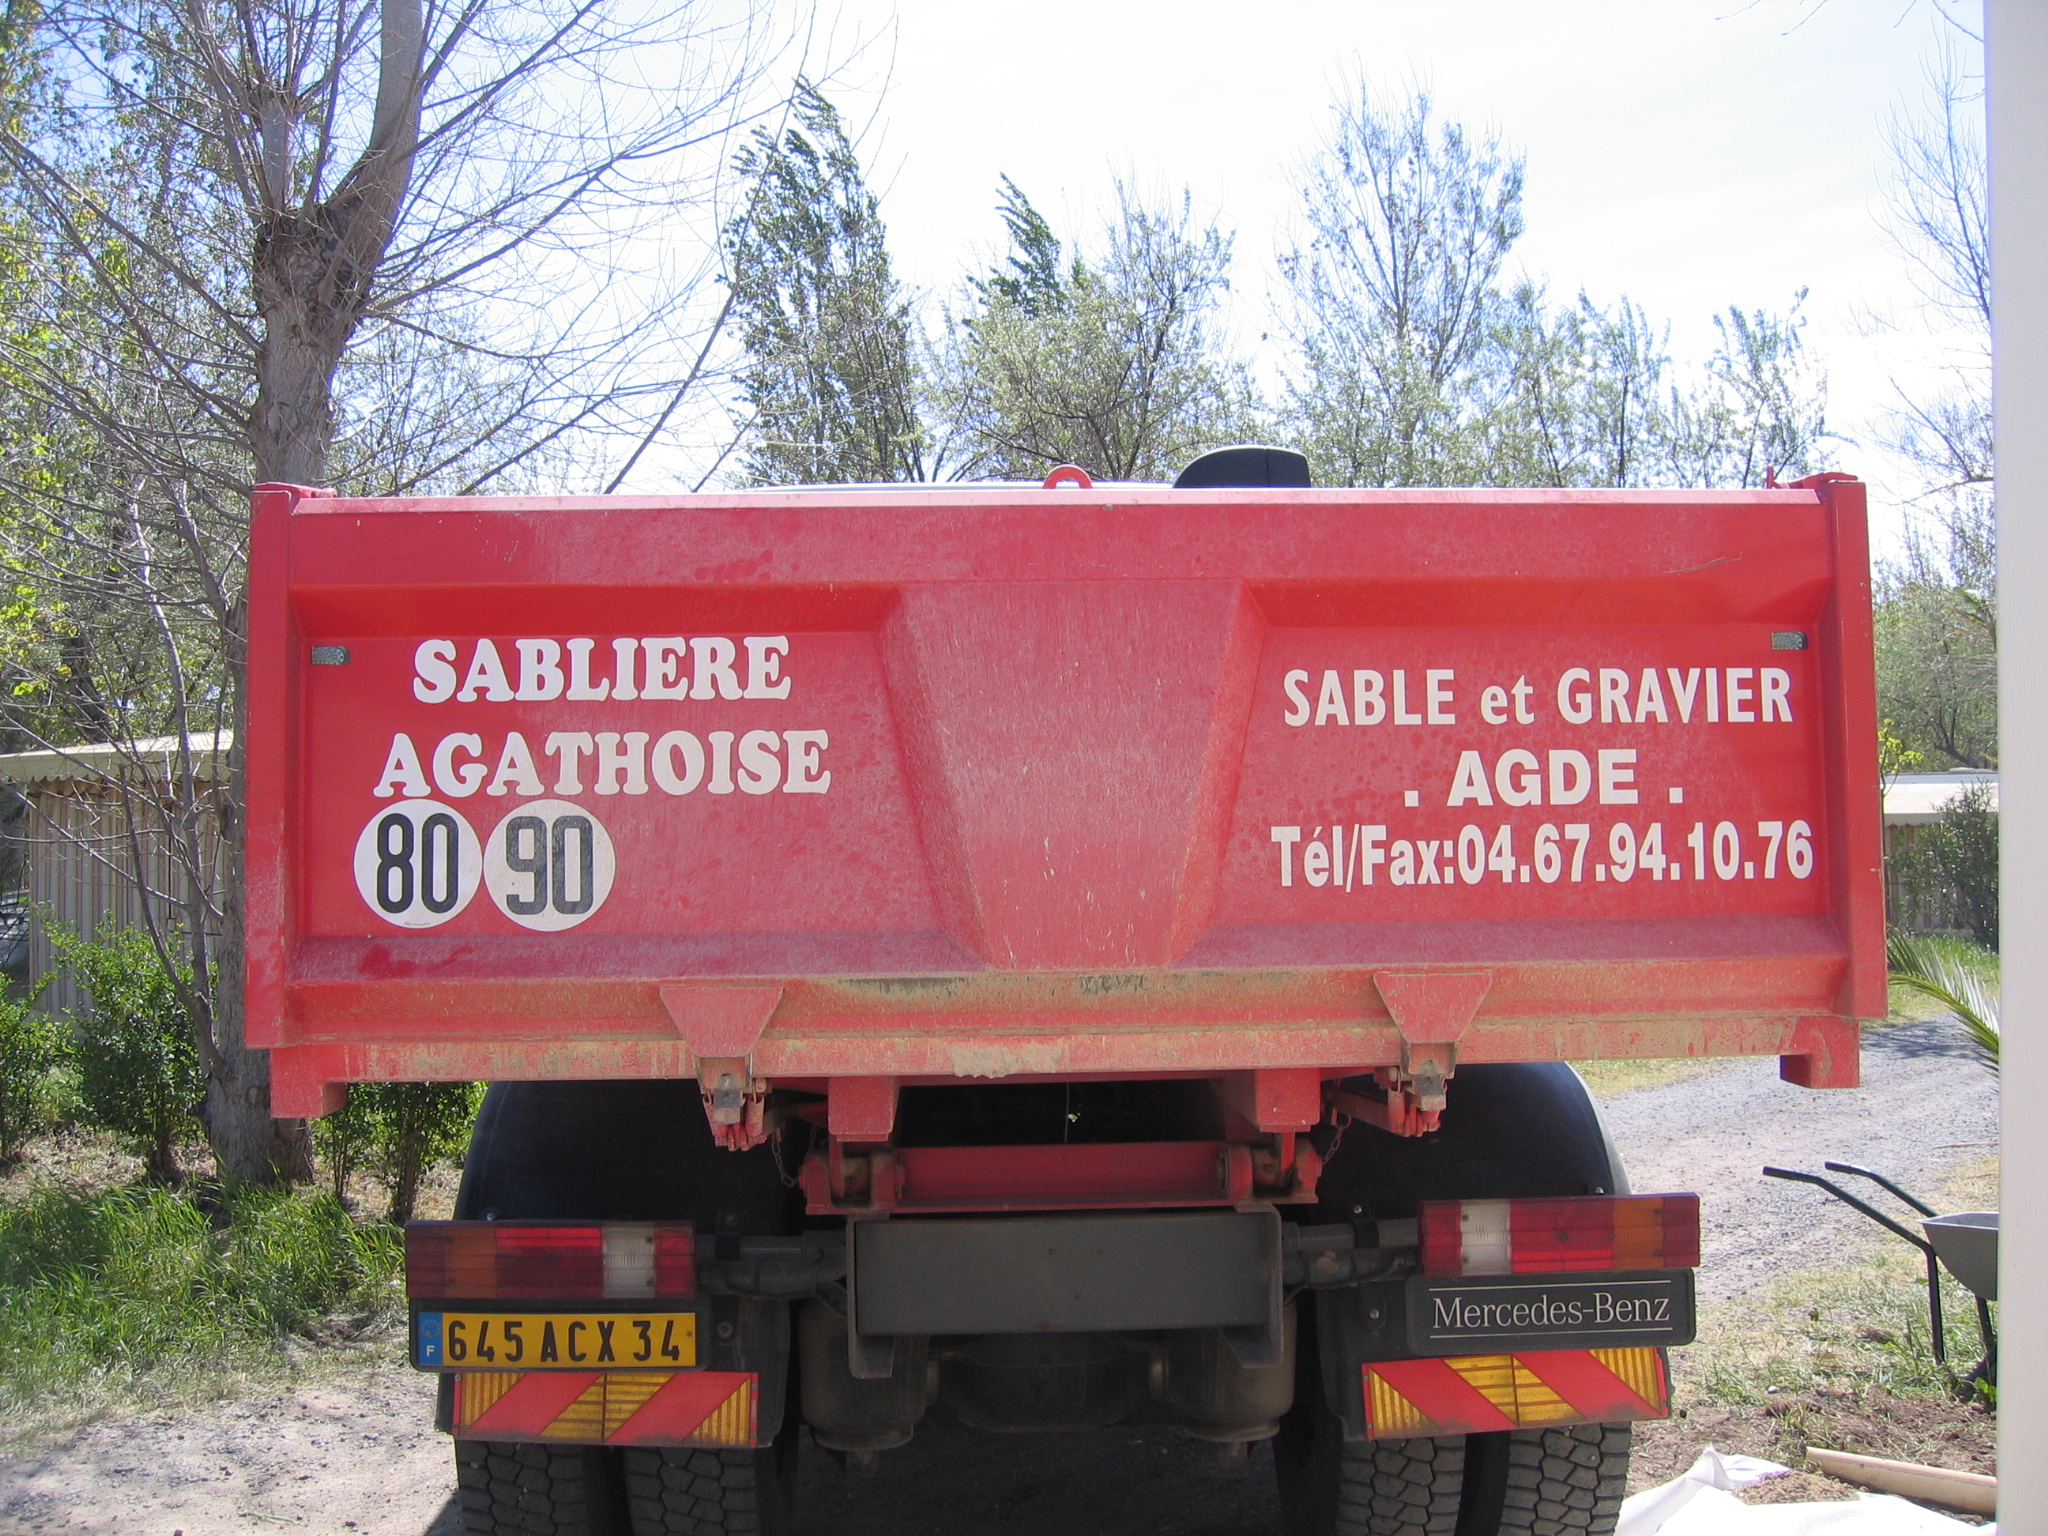 SABLIERE
AGATHOISE
80 90
SABLE et GRAVIER
. AGDE .
Tél/Fax:04.67.94.10.76
Mercedes-Benz
F 645 ACX 34